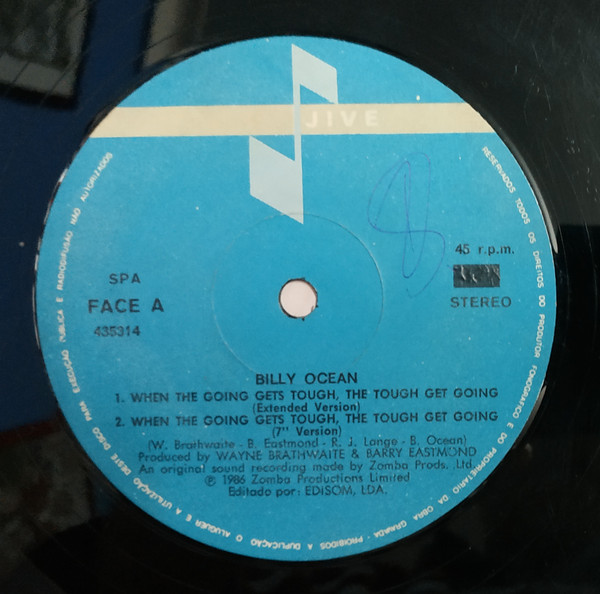 JIVE
45 r.p.m.
STEREO
SPA
FACE A
435314
BILLY OCEAN
1. WHEN THE GOING GETS TOUGH, THE TOUGH GET GOING
(Extended Version)
2. WHEN THE GOING GETS TOUGH, THE TOUGH GET GOING
(7" Version)
(W. Brathwaite - B. Eastmond - R. J. Lange - B. Ocean)
Produced by WAYNE BRATHWAITE & BARRY EASTMOND
An original sound recording made by Zomba Prods., Ltd.
℗ 1986 Zomba Productions Limited
Editado por: EDISOM, LDA.
RESERVADOS TODOS OS DIREITOS DO PRODUTOR FONOGRÁFICO E DO PROPRIETÁRIO DA OBRA GRAVADA - PROIBIDOS A DUPLICAÇÃO O ALUGUER E A UTILIZAÇÃO DESTE DISCO PARA EXECUÇÃO PÚBLICA E RADIODIFUSÃO NÃO AUTORIZADOS